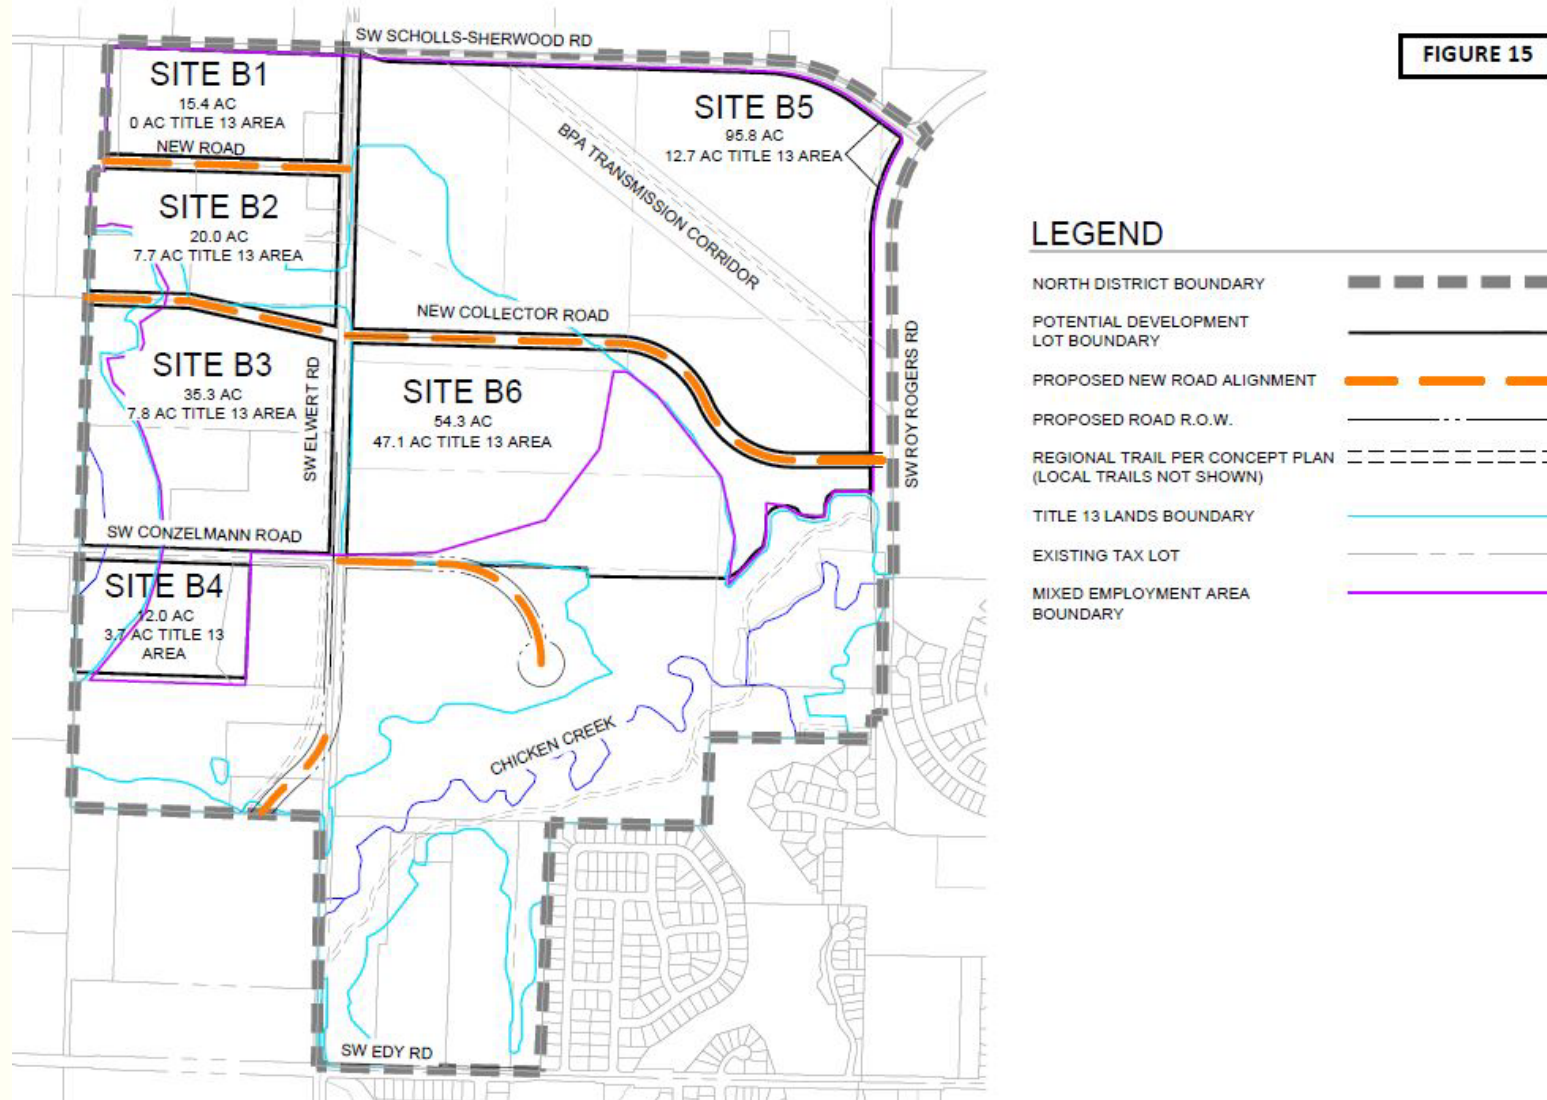 SW SCHOLLS-SHERWOOD RD
FIGURE 15
SITE B1
15.4 AC
0 AC TITLE 13 AREA
NEW ROAD
SITE B5
95.8 AC
12.7 AC TITLE 13 AREA
BPA TRANSMISSION CORRIDOR
SITE B2
20.0 AC
7.7 AC TITLE 13 AREA
NEW COLLECTOR ROAD
SITE B3
35.3 AC
7.8 AC TITLE 13 AREA
SW ELWERT RD
SITE B6
54.3 AC
47.1 AC TITLE 13 AREA
SW ROY ROGERS RD
SW CONZELMANN ROAD
SITE B4
12.0 AC
3.7 AC TITLE 13
AREA
CHICKEN CREEK
SW EDY RD
LEGEND
NORTH DISTRICT BOUNDARY
POTENTIAL DEVELOPMENT
LOT BOUNDARY
PROPOSED NEW ROAD ALIGNMENT
PROPOSED ROAD R.O.W.
REGIONAL TRAIL PER CONCEPT PLAN
(LOCAL TRAILS NOT SHOWN)
TITLE 13 LANDS BOUNDARY
EXISTING TAX LOT
MIXED EMPLOYMENT AREA
BOUNDARY